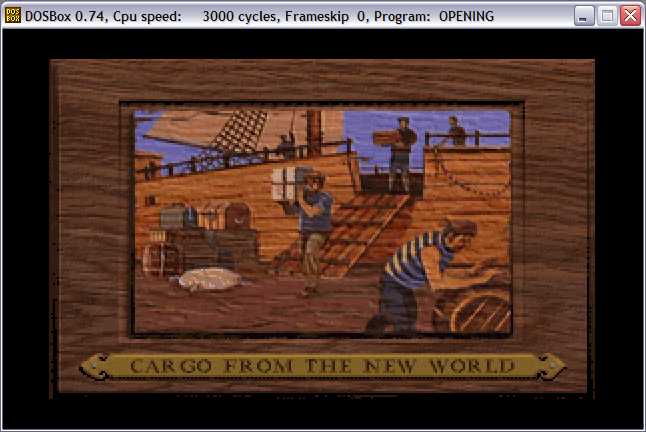 DOSBox 0.74, Cpu speed: 3000 cycles, Frameskip 0, Program: OPENING
CARGO FROM THE NEW WORLD